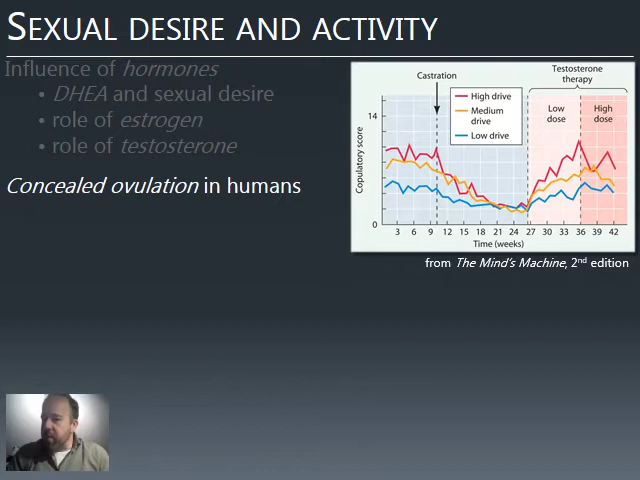 SEXUAL DESIRE AND ACTIVITY
Influence of hormones
• DHEA and sexual desire
• role of estrogen
• role of testosterone
Concealed ovulation in humans
Castration
Testosterone
therapy
High drive
Medium
drive
Low drive
Low
dose
High
dose
Copulatory score
14
0
3 6 9 12 15 18 21 24 27 30 33 36 39 42
Time (weeks)
from The Mind's Machine, 2nd edition